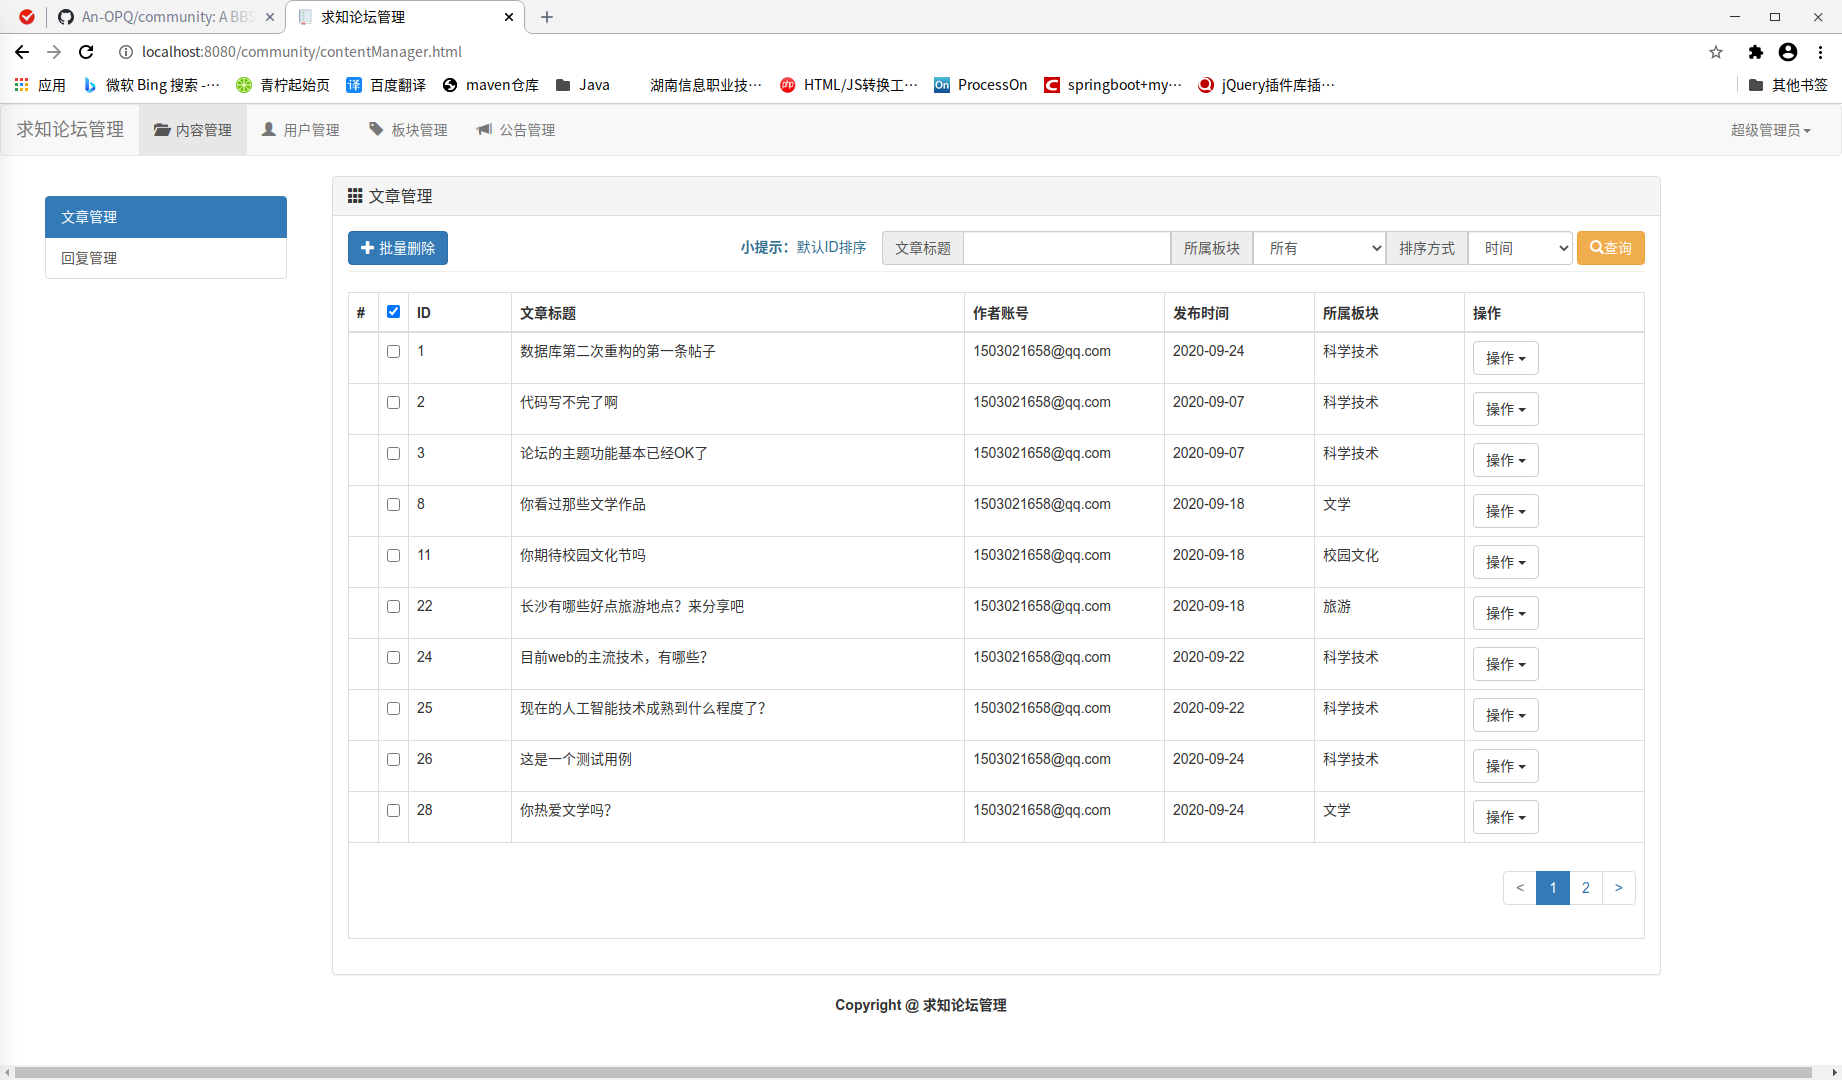 An-OPQ/community: A BBS
求知论坛管理
localhost:8080/community/contentManager.html
应用 微软 Bing 搜索 -… 青柠起始页 译 百度翻译 maven仓库 Java 湖南信息职业技… php HTML/JS转换工… On ProcessOn C springboot+my… jQuery插件库插… 其他书签
求知论坛管理 内容管理 用户管理 板块管理 公告管理 超级管理员
文章管理
回复管理
文章管理
批量删除 小提示：默认ID排序 文章标题 所属板块 所有 排序方式 时间 查询
# ID 文章标题 作者账号 发布时间 所属板块 操作
1 数据库第二次重构的第一条帖子 1503021658@qq.com 2020-09-24 科学技术 操作
2 代码写不完了啊 1503021658@qq.com 2020-09-07 科学技术 操作
3 论坛的主题功能基本已经OK了 1503021658@qq.com 2020-09-07 科学技术 操作
8 你看过那些文学作品 1503021658@qq.com 2020-09-18 文学 操作
11 你期待校园文化节吗 1503021658@qq.com 2020-09-18 校园文化 操作
22 长沙有哪些好点旅游地点？来分享吧 1503021658@qq.com 2020-09-18 旅游 操作
24 目前web的主流技术，有哪些？ 1503021658@qq.com 2020-09-22 科学技术 操作
25 现在的人工智能技术成熟到什么程度了？ 1503021658@qq.com 2020-09-22 科学技术 操作
26 这是一个测试用例 1503021658@qq.com 2020-09-24 科学技术 操作
28 你热爱文学吗？ 1503021658@qq.com 2020-09-24 文学 操作
< 1 2 >
Copyright @ 求知论坛管理